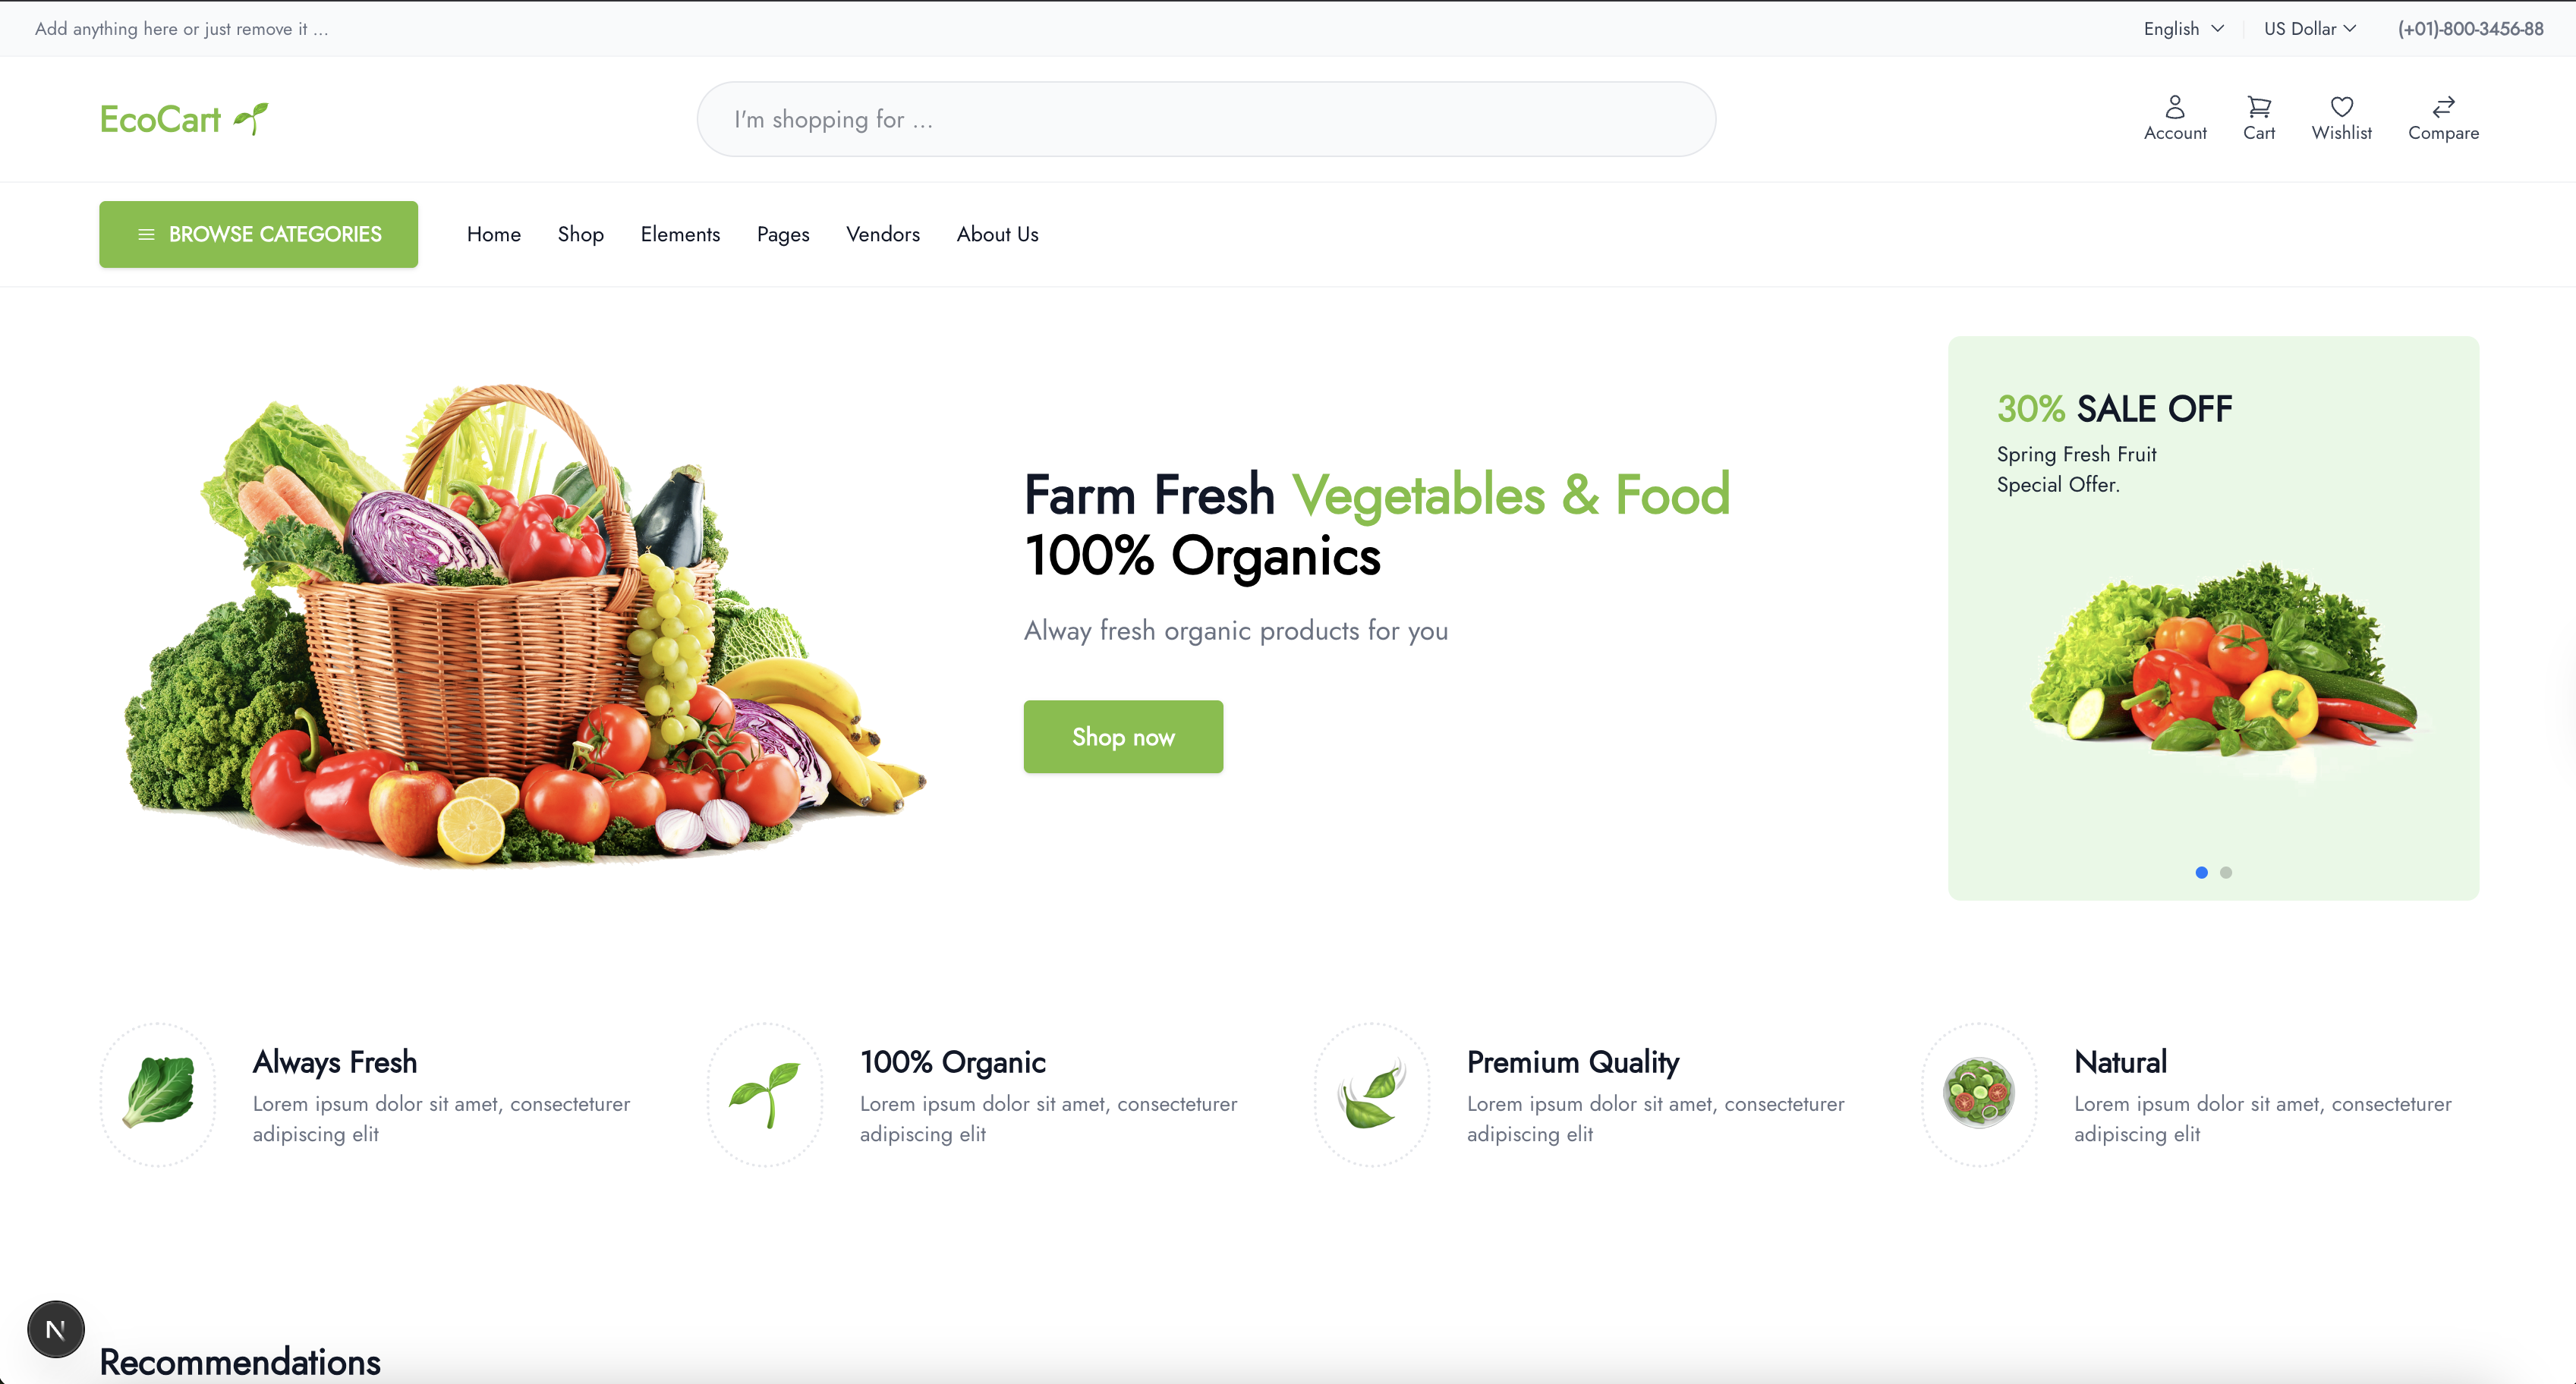 Add anything here or just remove it ...
English
US Dollar
(+01)-800-3456-88
EcoCart
I'm shopping for ...
Account
Cart
Wishlist
Compare
BROWSE CATEGORIES
Home
Shop
Elements
Pages
Vendors
About Us
Farm Fresh Vegetables & Food
100% Organics
Alway fresh organic products for you
Shop now
30% SALE OFF
Spring Fresh Fruit
Special Offer.
Always Fresh
Lorem ipsum dolor sit amet, consecteturer
adipiscing elit
100% Organic
Lorem ipsum dolor sit amet, consecteturer
adipiscing elit
Premium Quality
Lorem ipsum dolor sit amet, consecteturer
adipiscing elit
Natural
Lorem ipsum dolor sit amet, consecteturer
adipiscing elit
N
Recommendations